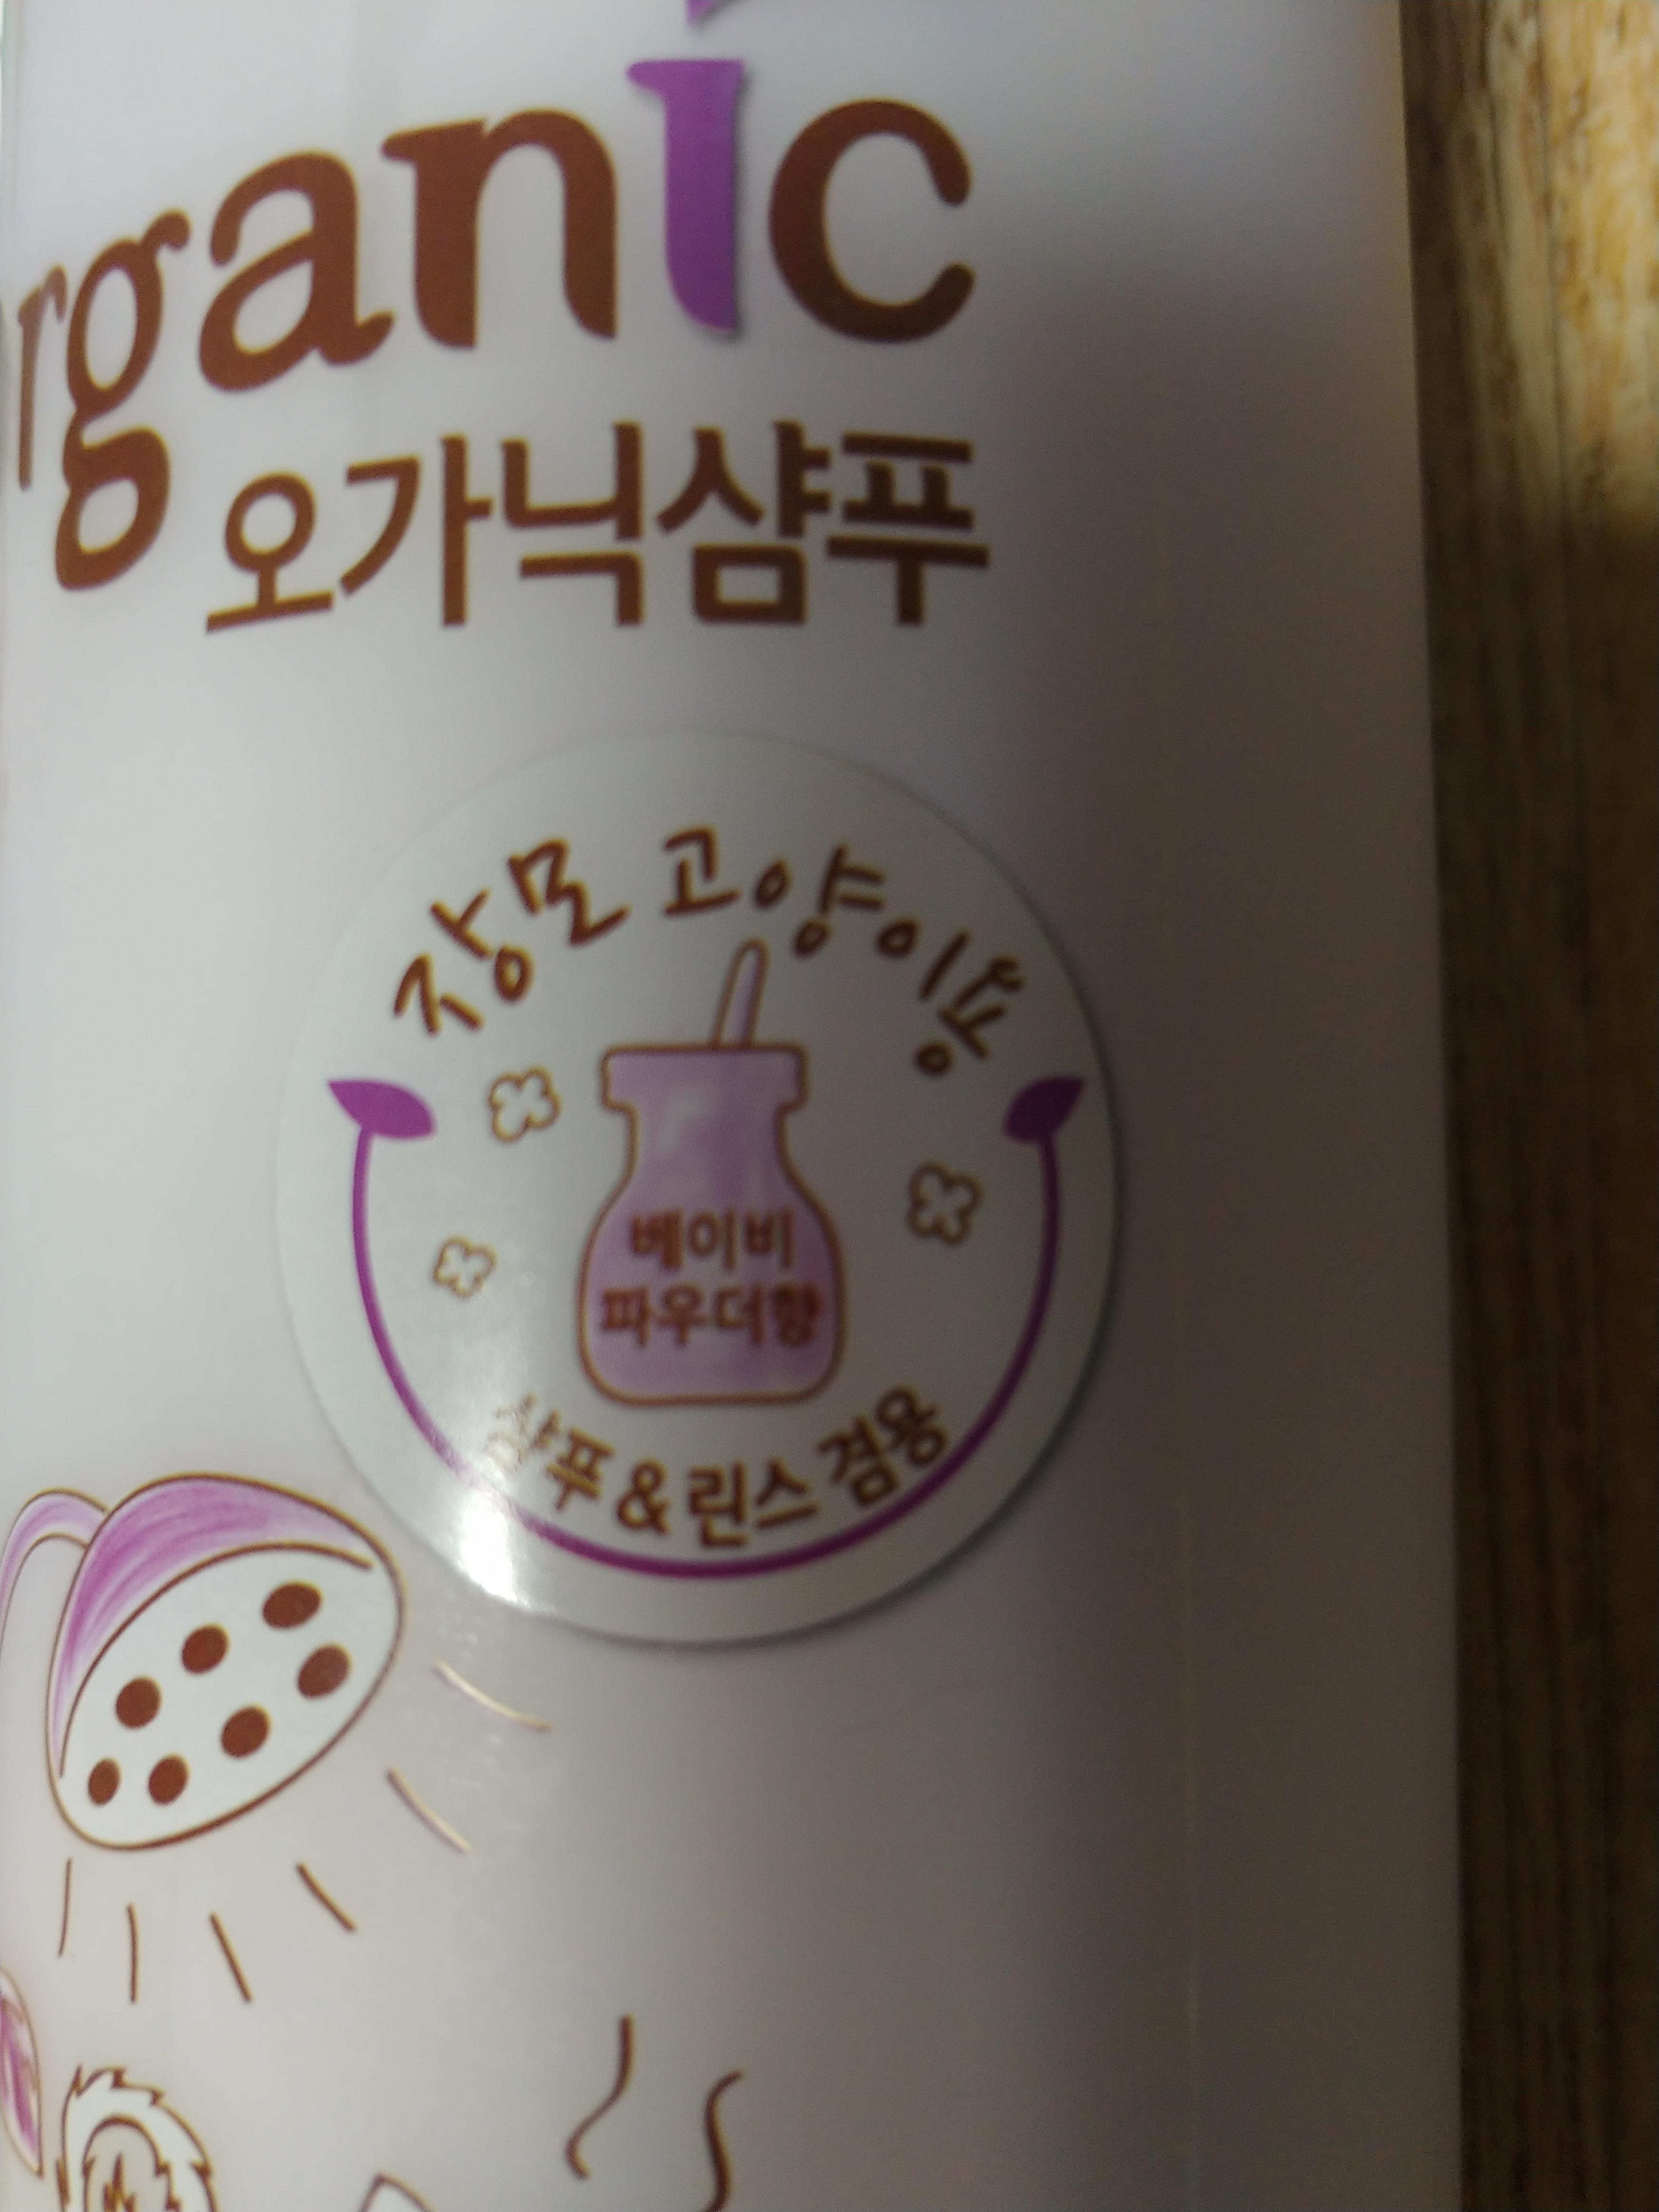 rganic
오가닉샴푸
장모 고양이용
베이비
파우더향
샴푸 & 린스 겸용